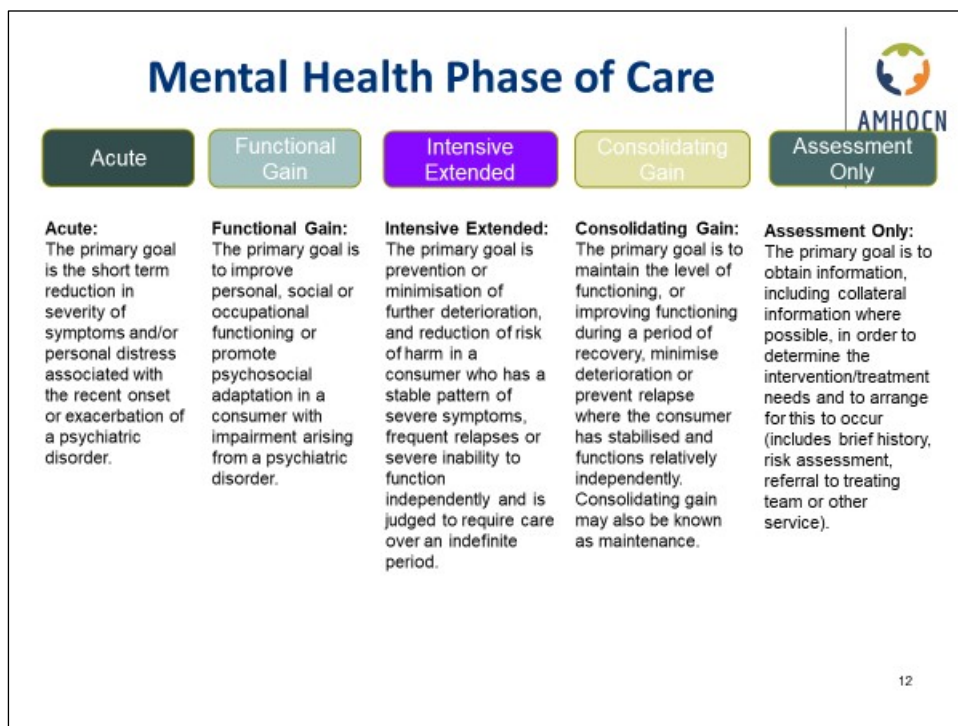 Mental Health Phase of Care
AMHOCN
Acute
Functional
Gain
Intensive
Extended
Consolidating
Gain
Assessment
Only
Acute:
The primary goal
is the short term
reduction in
severity of
symptoms and/or
personal distress
associated with
the recent onset
or exacerbation of
a psychiatric
disorder.
Functional Gain:
The primary goal is
to improve
personal, social or
occupational
functioning or
promote
psychosocial
adaptation in a
consumer with
impairment arising
from a psychiatric
disorder.
Intensive Extended:
The primary goal is
prevention or
minimisation of
further deterioration,
and reduction of risk
of harm in a
consumer who has a
stable pattern of
severe symptoms,
frequent relapses or
severe inability to
function
independently and is
judged to require care
over an indefinite
period.
Consolidating Gain:
The primary goal is to
maintain the level of
functioning, or
improving functioning
during a period of
recovery, minimise
deterioration or
prevent relapse
where the consumer
has stabilised and
functions relatively
independently.
Consolidating gain
may also be known
as maintenance.
Assessment Only:
The primary goal is to
obtain information,
including collateral
information where
possible, in order to
determine the
intervention/treatment
needs and to arrange
for this to occur
(includes brief history,
risk assessment,
referral to treating
team or other
service).
12